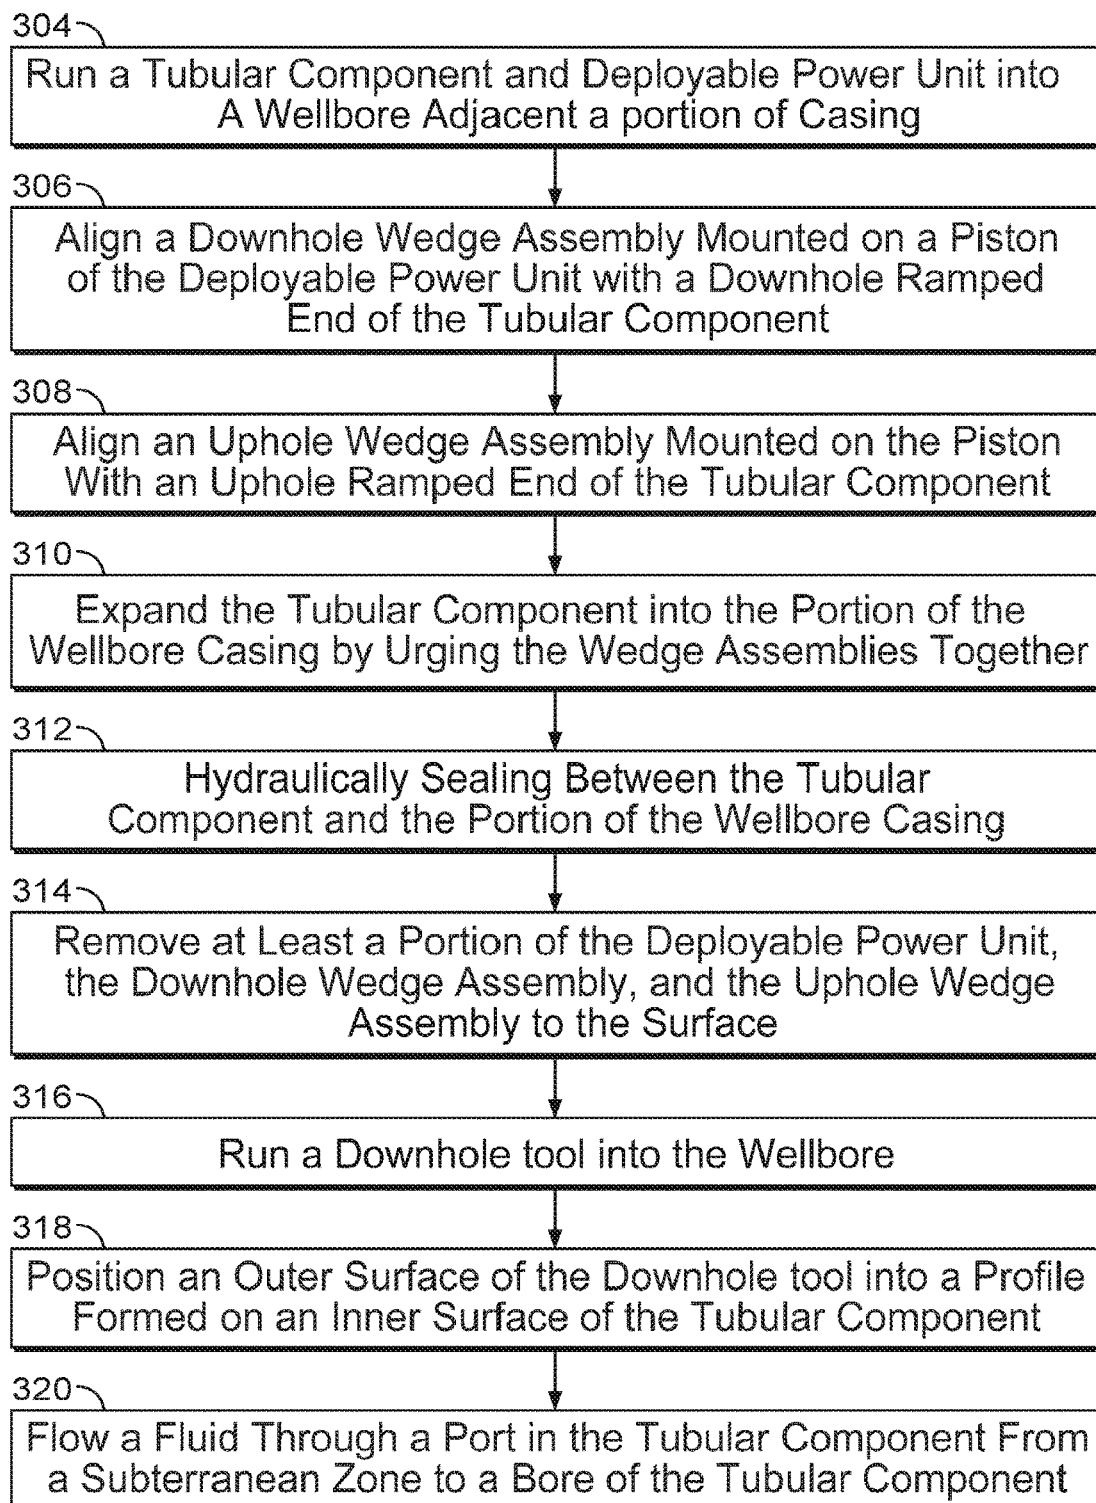 304
Run a Tubular Component and Deployable Power Unit into
A Wellbore Adjacent a portion of Casing
306
Align a Downhole Wedge Assembly Mounted on a Piston
of the Deployable Power Unit with a Downhole Ramped
End of the Tubular Component
308
Align an Uphole Wedge Assembly Mounted on the Piston
With an Uphole Ramped End of the Tubular Component
310
Expand the Tubular Component into the Portion of the
Wellbore Casing by Urging the Wedge Assemblies Together
312
Hydraulically Sealing Between the Tubular
Component and the Portion of the Wellbore Casing
314
Remove at Least a Portion of the Deployable Power Unit,
the Downhole Wedge Assembly, and the Uphole Wedge
Assembly to the Surface
316
Run a Downhole tool into the Wellbore
318
Position an Outer Surface of the Downhole tool into a Profile
Formed on an Inner Surface of the Tubular Component
320
Flow a Fluid Through a Port in the Tubular Component From
a Subterranean Zone to a Bore of the Tubular Component